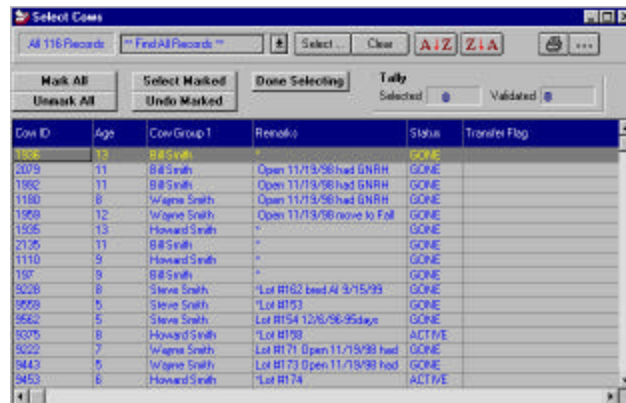 Select Cows
All 116 Records ** Find All Records ** Select... Clear A↓Z Z↓A ...
Mark All Select Marked Done Selecting Tally
Unmark All Undo Marked Selected 0 Validated 0
Cow ID Age Cow Group 1 Remarks Status Transfer Flag
1936 13 Bill Smith * GONE
2079 11 Bill Smith Open 11/19/98 had GNRH GONE
1992 11 Bill Smith Open 11/19/98 had GNRH GONE
1180 8 Wayne Smith Open 11/19/98 had GNRH GONE
1959 12 Wayne Smith Open 11/19/98 move to Fall GONE
1935 13 Howard Smith * GONE
2135 11 Bill Smith * GONE
1110 9 Howard Smith * GONE
197 9 Bill Smith * GONE
9228 8 Steve Smith *Lot #162 bred AI 9/15/99 GONE
9559 5 Steve Smith *Lot #153 GONE
9562 5 Steve Smith Lot #154 12/6/96-95days GONE
9375 8 Howard Smith *Lot #198 ACTIVE
9222 7 Wayne Smith Lot #171 Open 11/19/98 had GONE
9443 5 Wayne Smith Lot #173 Open 11/19/98 had GONE
9453 6 Howard Smith *Lot #174 ACTIVE